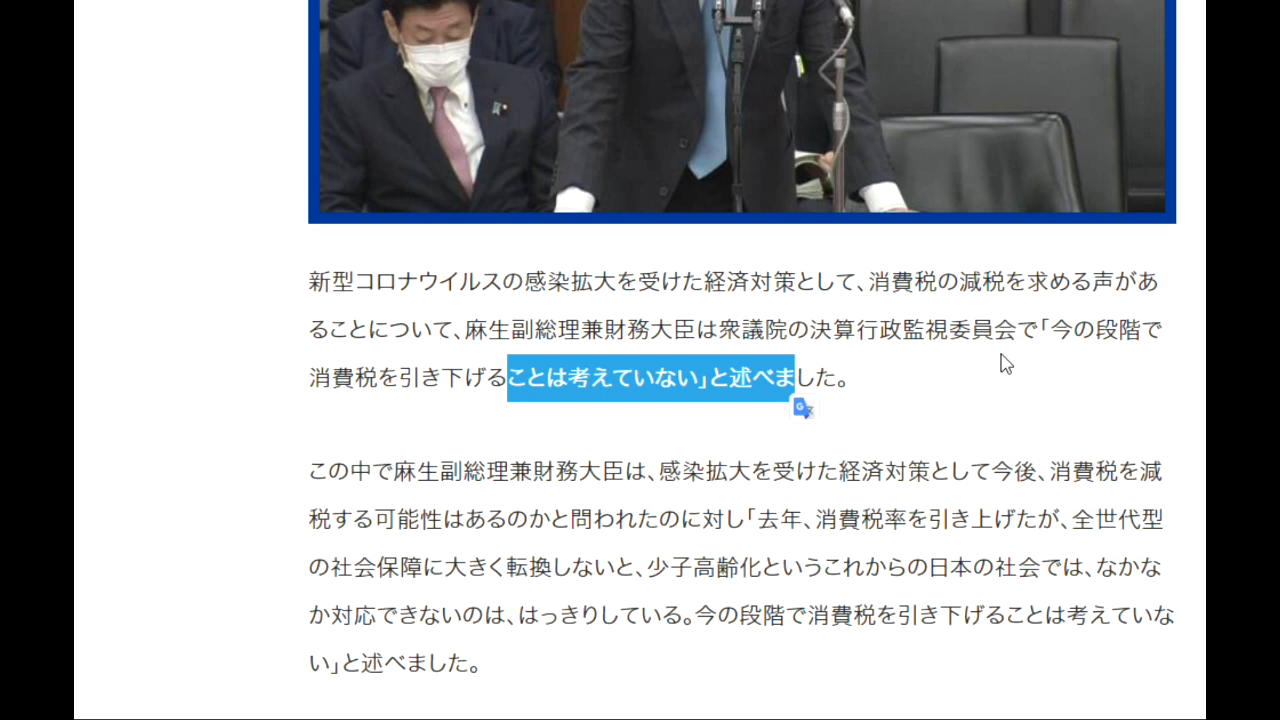 新型コロナウイルスの感染拡大を受けた経済対策として、消費税の減税を求める声があ
ることについて、麻生副総理兼財務大臣は衆議院の決算行政監視委員会で「今の段階で
消費税を引き下げることは考えていない」と述べました。
この中で麻生副総理兼財務大臣は、感染拡大を受けた経済対策として今後、消費税を減
税する可能性はあるのかと問われたのに対し「去年、消費税率を引き上げたが、全世代型
の社会保障に大きく転換しないと、少子高齢化というこれからの日本の社会では、なかな
か対応できないのは、はっきりしている。今の段階で消費税を引き下げることは考えていな
い」と述べました。